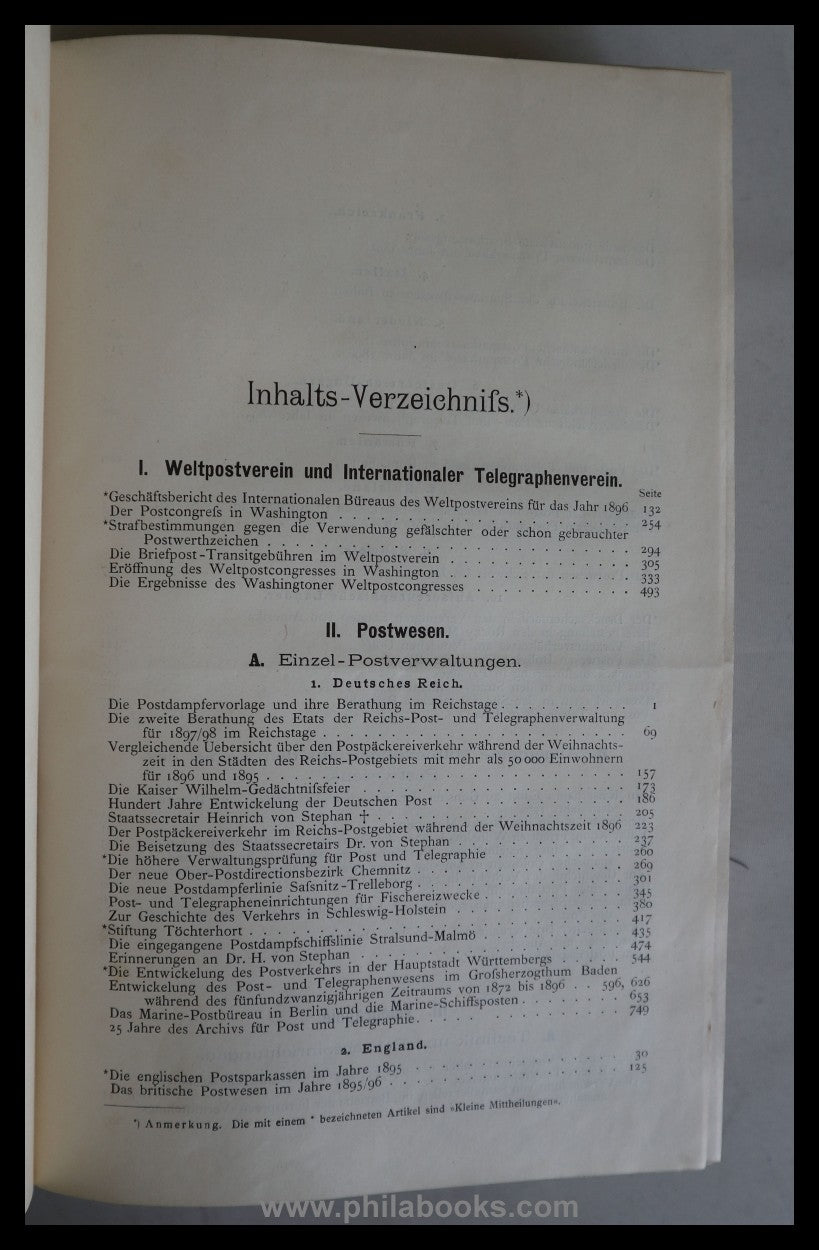 Inhalts-Verzeichniſs.*)
I. Weltpostverein und Internationaler Telegraphenverein.
Seite
*Geschäftsbericht des Internationalen Büreaus des Weltpostvereins für das Jahr 1896 132
Der Postcongreſs in Washington . . . . . . . . . . 254
*Strafbestimmungen gegen die Verwendung gefälschter oder schon gebrauchter
Postwerthzeichen . . . . . . . . . . 294
Die Briefpost-Transitgebühren im Weltpostverein . . . . . . . . . . 305
Eröffnung des Weltpostcongresses in Washington . . . . . . . . . . 333
Die Ergebnisse des Washingtoner Weltpostcongresses . . . . . . . . . . 493
II. Postwesen.
A. Einzel-Postverwaltungen.
1. Deutsches Reich.
Die Postdampfervorlage und ihre Berathung im Reichstage . . . . . . . . . . 1
Die zweite Berathung des Etats der Reichs-Post- und Telegraphenverwaltung
für 1897/98 im Reichstage . . . . . . . . . . 69
Vergleichende Uebersicht über den Postpäckereiverkehr während der Weihnachts-
zeit in den Städten des Reichs-Postgebiets mit mehr als 50 000 Einwohnern
für 1896 und 1895 . . . . . . . . . . 157
Die Kaiser Wilhelm-Gedächtniſsfeier . . . . . . . . . . 173
Hundert Jahre Entwickelung der Deutschen Post . . . . . . . . . . 186
Staatssecretair Heinrich von Stephan † . . . . . . . . . . 205
Der Postpäckereiverkehr im Reichs-Postgebiet während der Weihnachtszeit 1896 223
Die Beisetzung des Staatssecretairs Dr. von Stephan . . . . . . . . . . 237
*Die höhere Verwaltungsprüfung für Post und Telegraphie . . . . . . . . . . 260
Der neue Ober-Postdirectionsbezirk Chemnitz . . . . . . . . . . 269
Die neue Postdampferlinie Saſsnitz-Trelleborg . . . . . . . . . . 301
Post- und Telegrapheneinrichtungen für Fischereizwecke . . . . . . . . . . 345
Zur Geschichte des Verkehrs in Schleswig-Holstein . . . . . . . . . . 380
*Stiftung Töchterhort . . . . . . . . . . 417
Die eingegangene Postdampfschiffslinie Stralsund-Malmö . . . . . . . . . . 435
Erinnerungen an Dr. H. von Stephan . . . . . . . . . . 474
*Die Entwickelung des Postverkehrs in der Hauptstadt Württembergs . . . . . 544
Entwickelung des Post- und Telegraphenwesens im Groſsherzogthum Baden
während des fünfundzwanzigjährigen Zeitraums von 1872 bis 1896 . . 596, 626
Das Marine-Postbüreau in Berlin und die Marine-Schiffsposten . . . . . . . . 653
25 Jahre des Archivs für Post und Telegraphie . . . . . . . . . . 749
2. England.
*Die englischen Postsparkassen im Jahre 1895 . . . . . . . . . . 30
Das britische Postwesen im Jahre 1895/96 . . . . . . . . . . 125
*) Anmerkung. Die mit einem * bezeichneten Artikel sind »Kleine Mittheilungen«.
www.philabooks.com